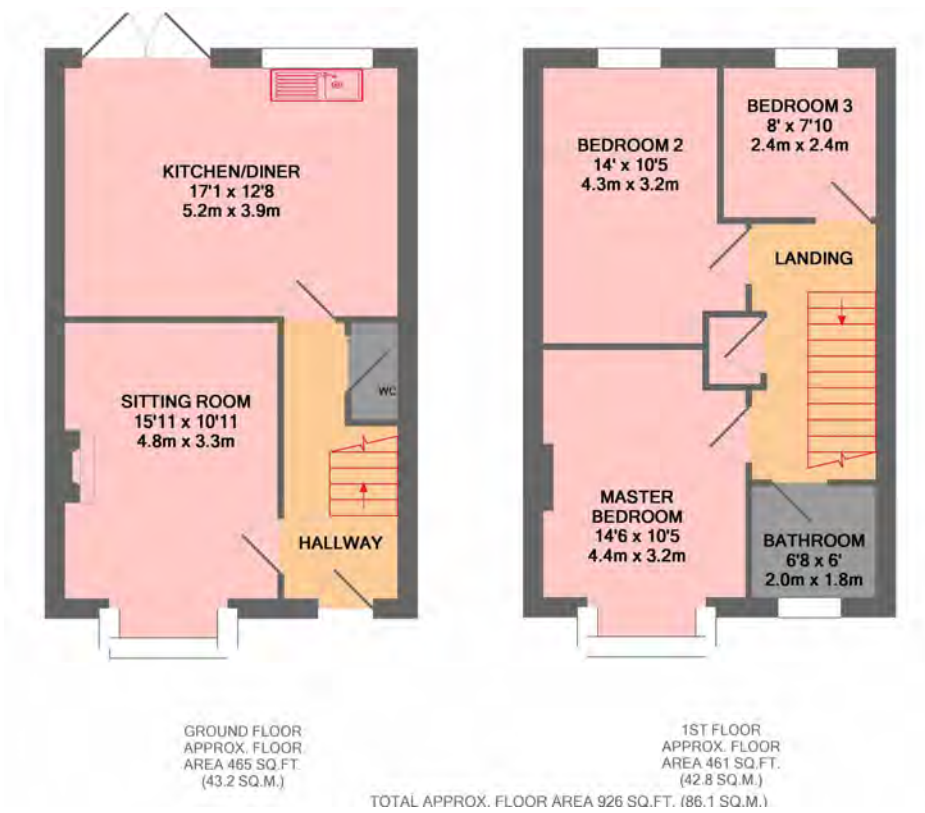 KITCHEN/DINER
17'1 x 12'8
5.2m x 3.9m
WC
SITTING ROOM
15'11 x 10'11
4.8m x 3.3m
HALLWAY
BEDROOM 2
14' x 10'5
4.3m x 3.2m
BEDROOM 3
8' x 7'10
2.4m x 2.4m
LANDING
MASTER
BEDROOM
14'6 x 10'5
4.4m x 3.2m
BATHROOM
6'8 x 6'
2.0m x 1.8m
GROUND FLOOR
APPROX. FLOOR
AREA 465 SQ.FT.
(43.2 SQ.M.)
1ST FLOOR
APPROX. FLOOR
AREA 461 SQ.FT.
(42.8 SQ.M.)
TOTAL APPROX. FLOOR AREA 926 SQ.FT. (86.1 SQ.M.)